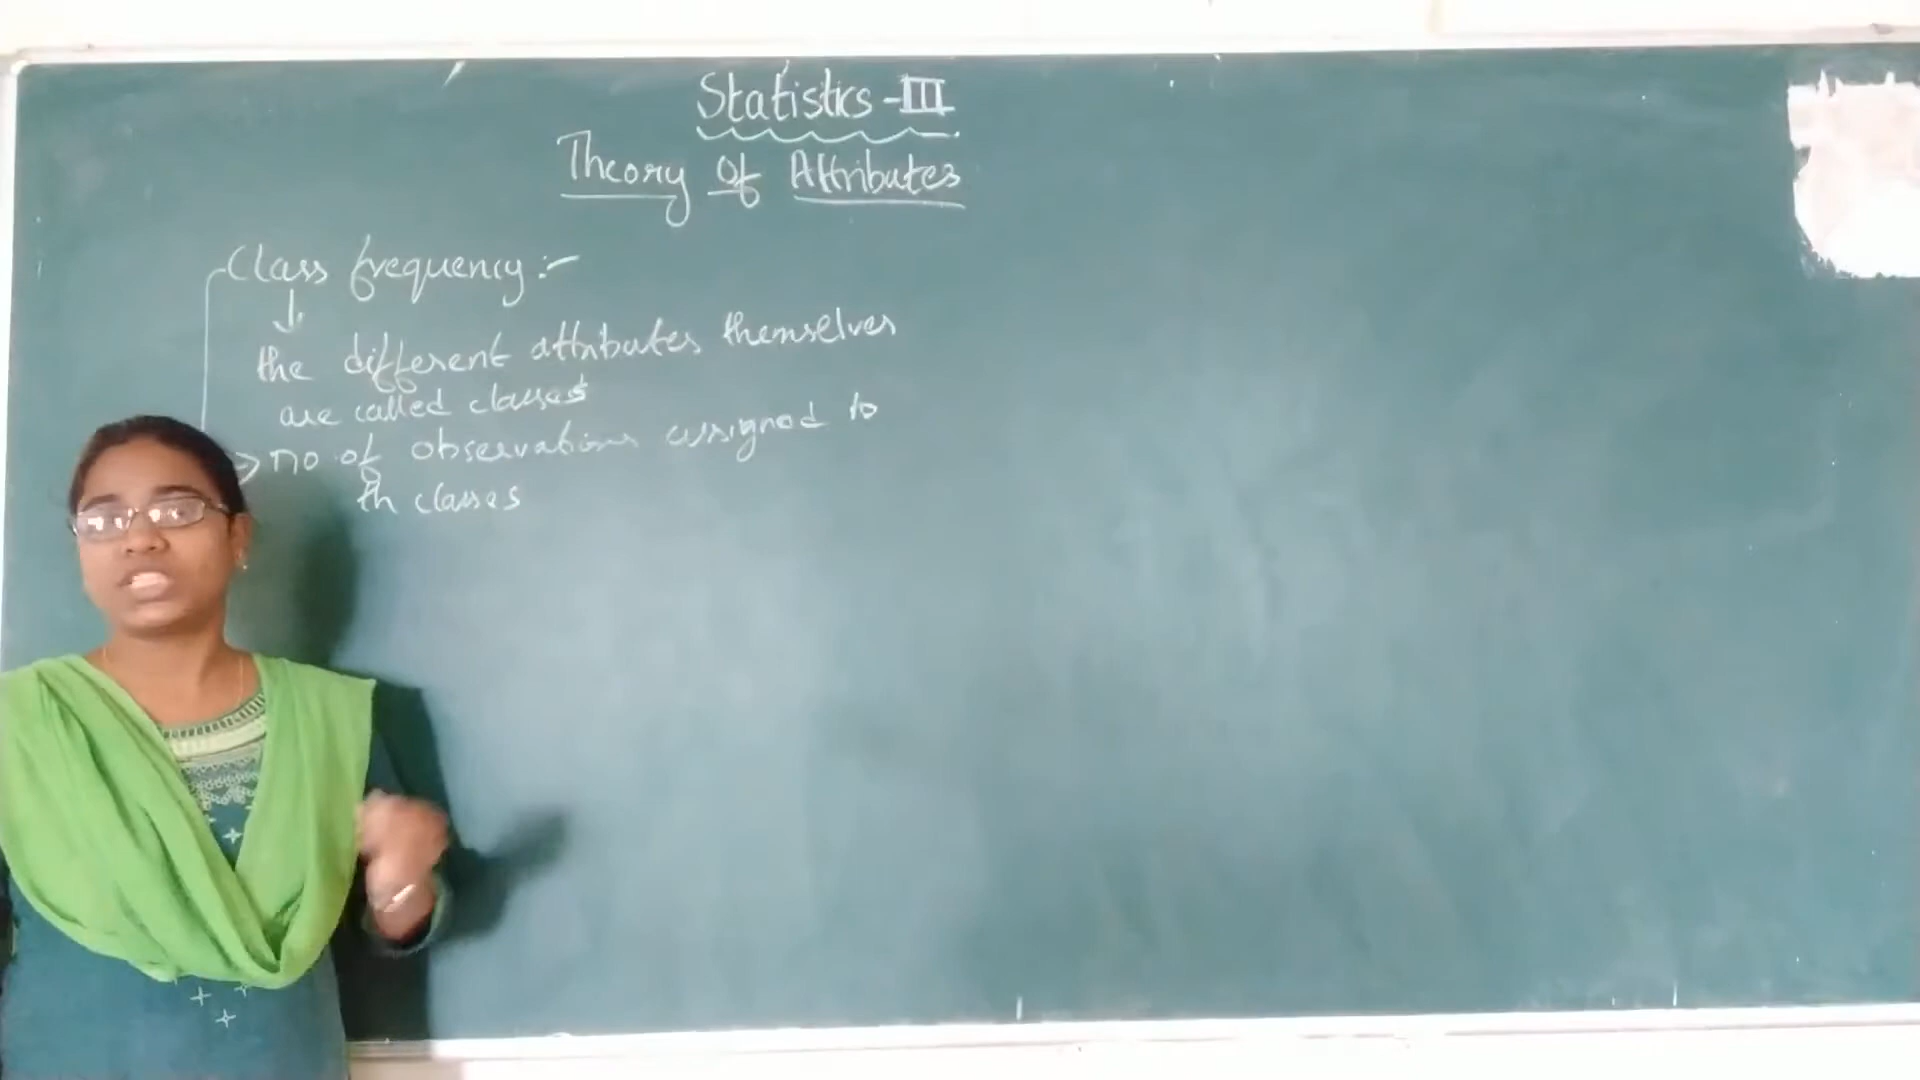 Statistics-III
Theory of Attributes
Class frequency :-
the different attributes themselves
are called classes
→ no of observations assigned to
th classes